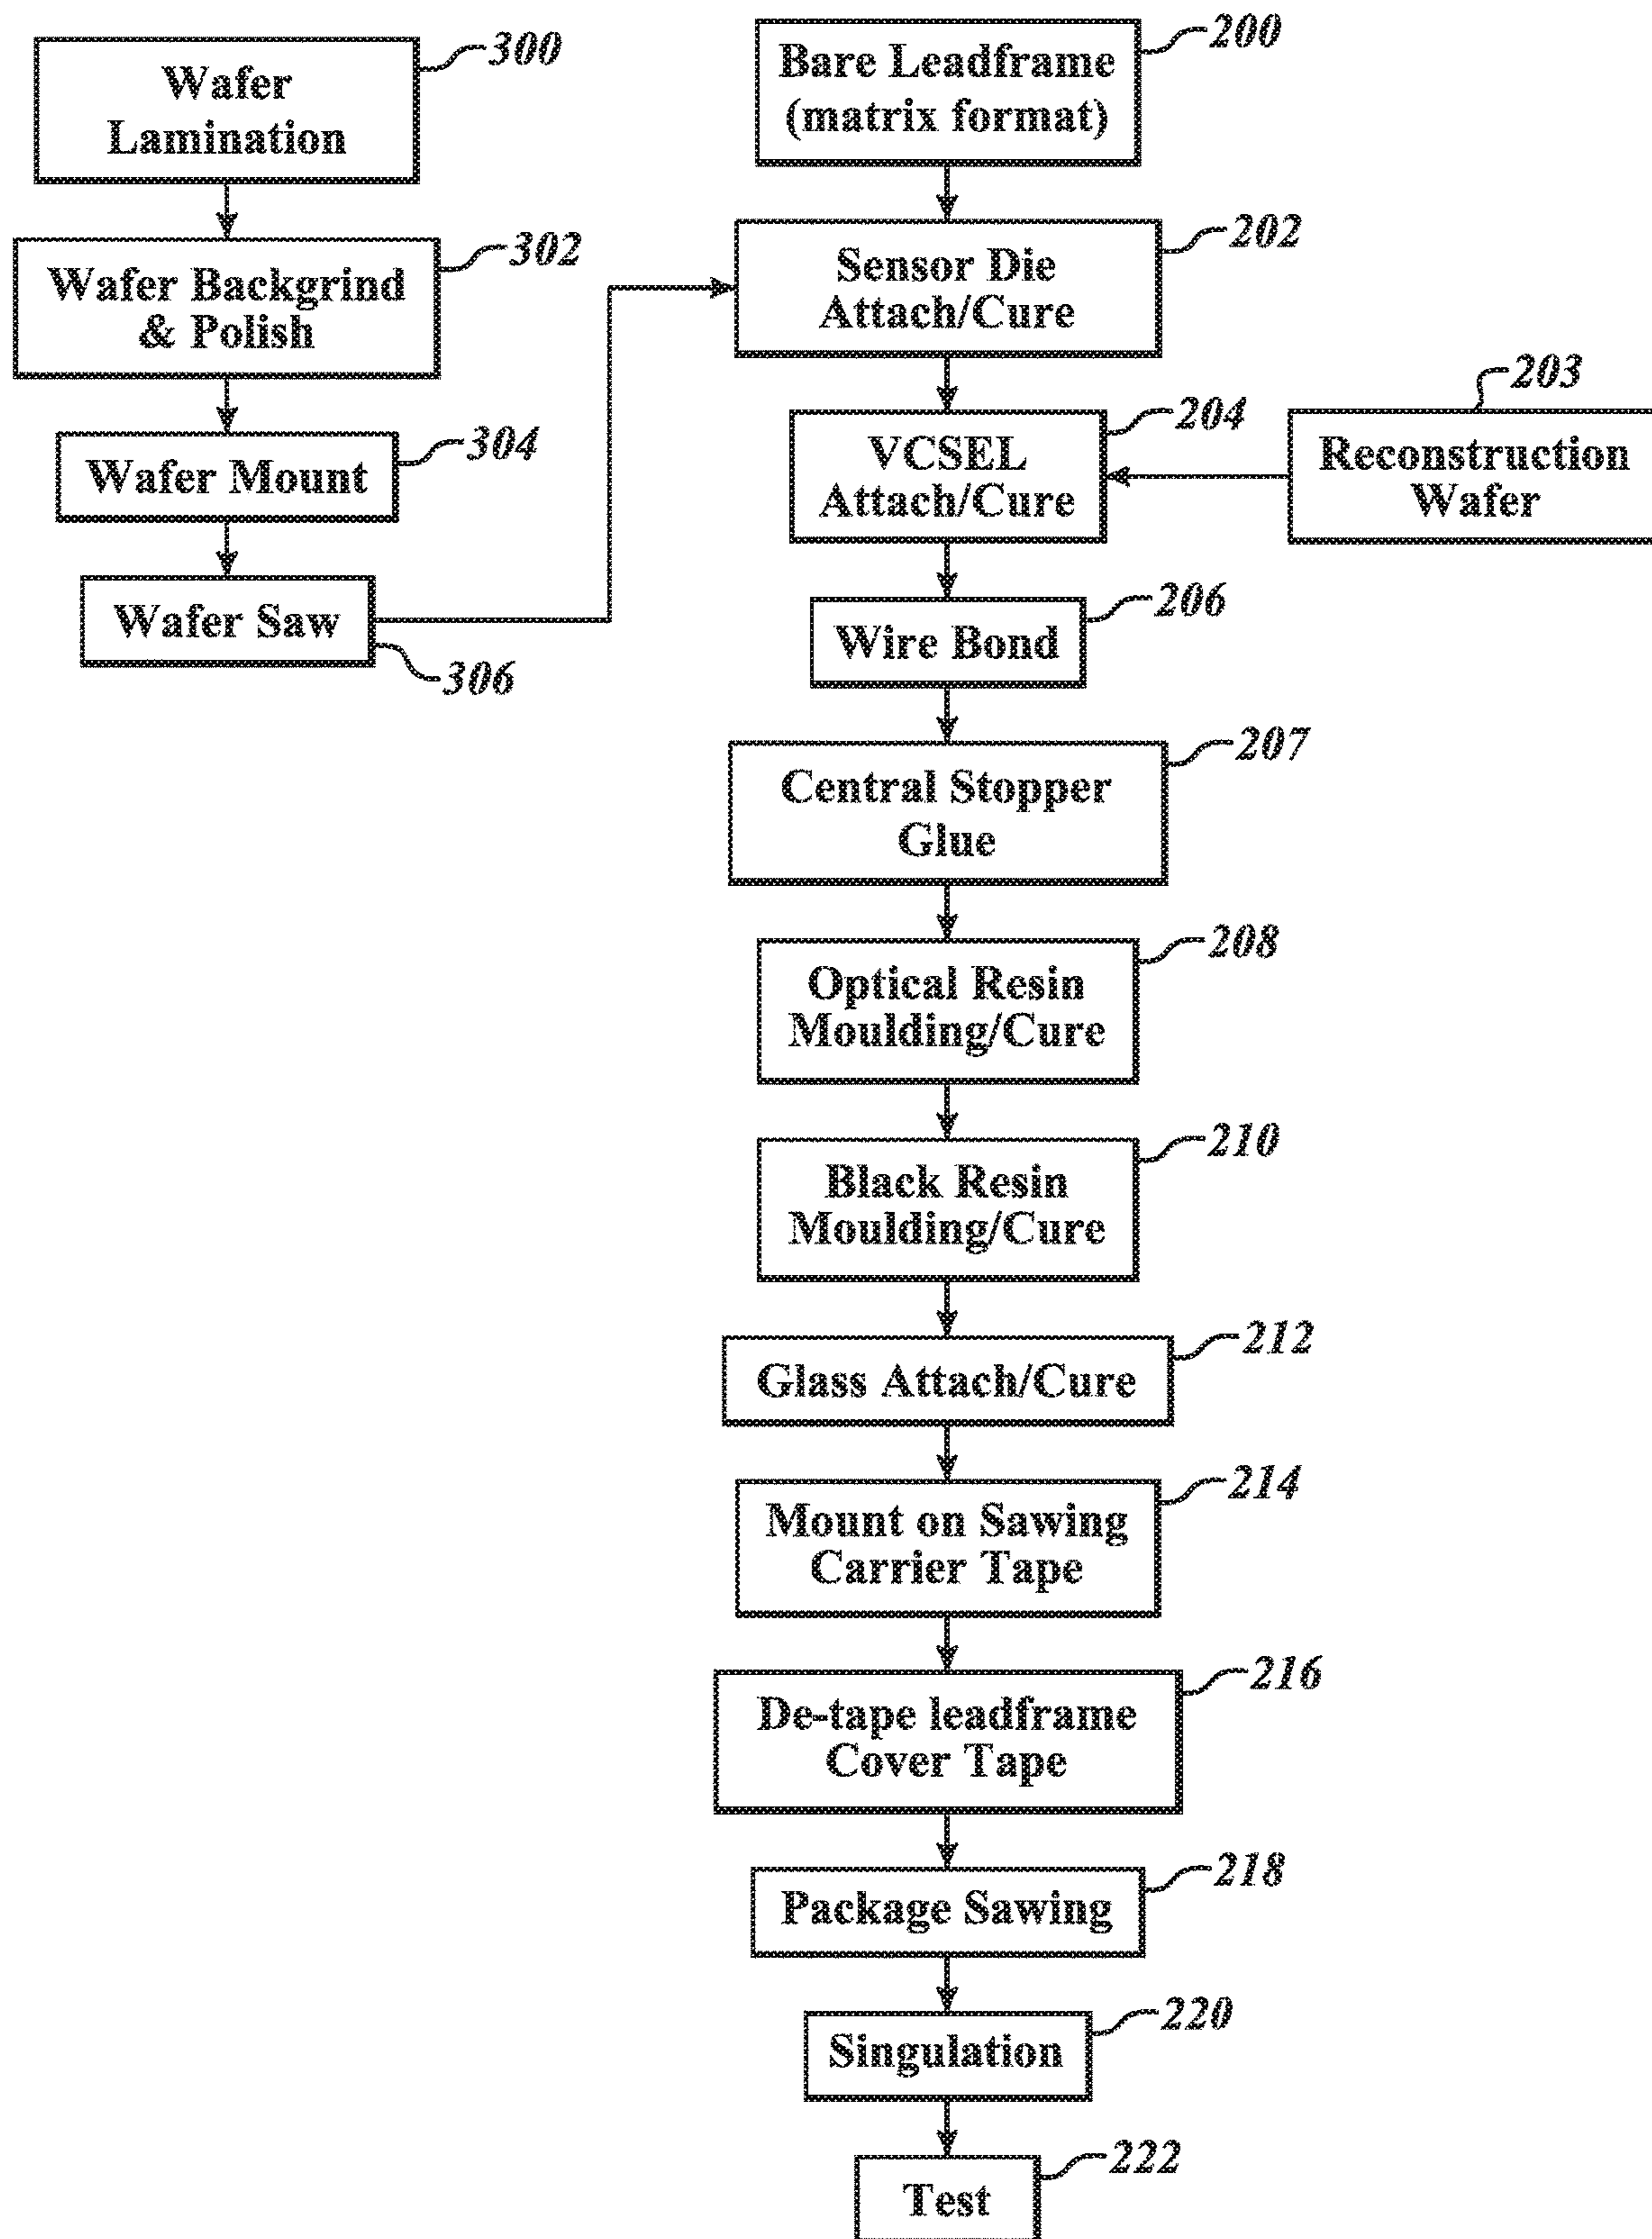 300
Wafer
Lamination
302
Wafer Backgrind
& Polish
304
Wafer Mount
Wafer Saw
306
200
Bare Leadframe
(matrix format)
202
Sensor Die
Attach/Cure
203
Reconstruction
Wafer
204
VCSEL
Attach/Cure
206
Wire Bond
207
Central Stopper
Glue
208
Optical Resin
Moulding/Cure
210
Black Resin
Moulding/Cure
212
Glass Attach/Cure
214
Mount on Sawing
Carrier Tape
216
De-tape leadframe
Cover Tape
218
Package Sawing
220
Singulation
222
Test